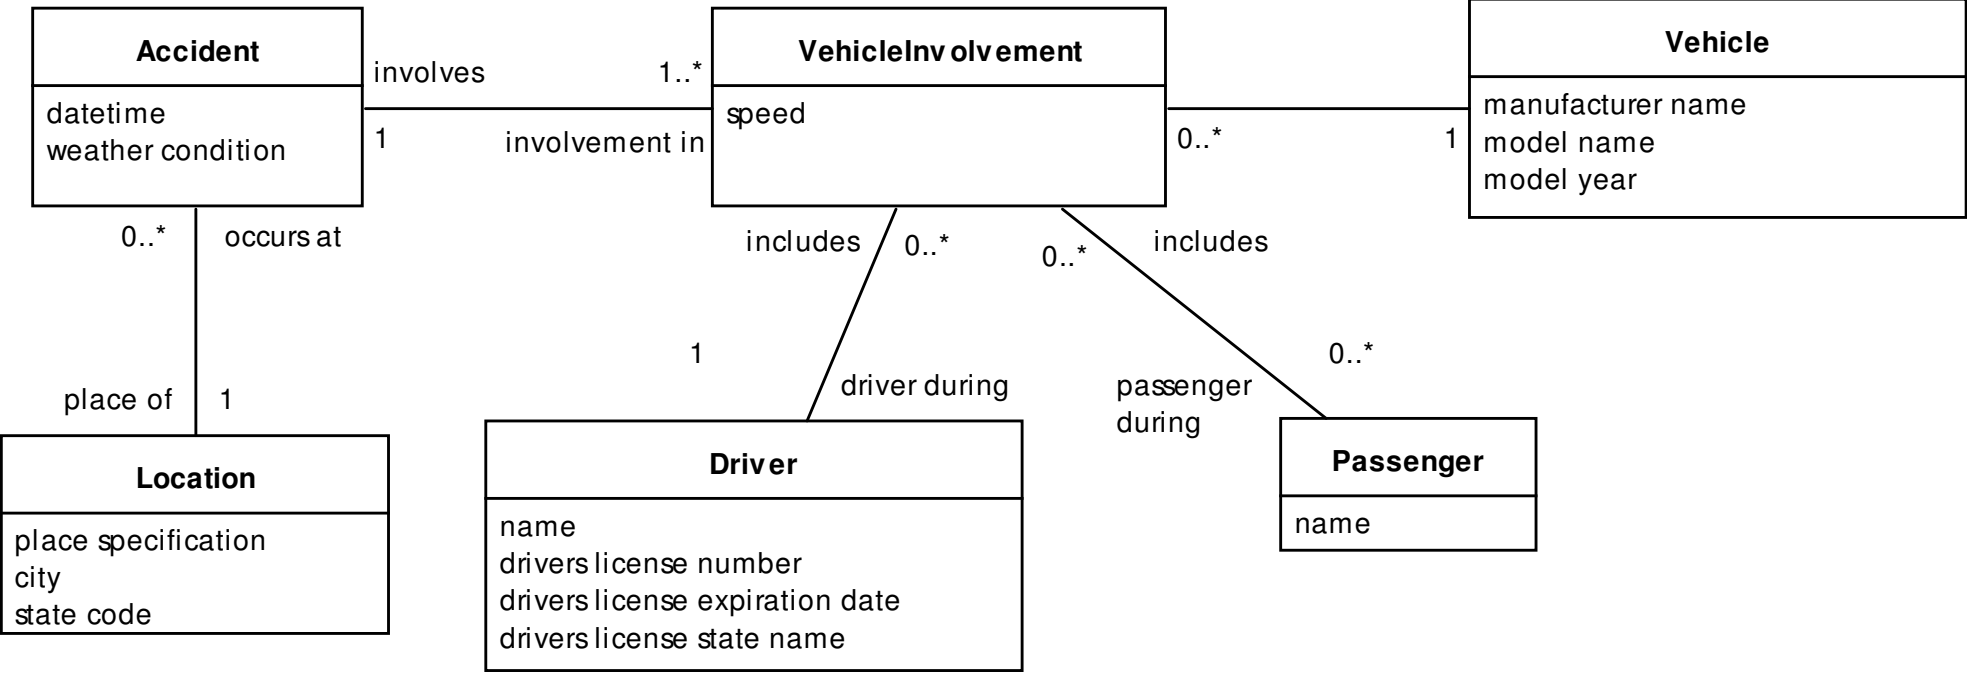 Accident
datetime
weather condition
involves
1..*
1
involvement in
VehicleInvolvement
speed
0..*
1
Vehicle
manufacturer name
model name
model year
0..*
occurs at
place of
1
includes
0..*
0..*
includes
1
driver during
passenger
during
0..*
Location
place specification
city
state code
Driver
name
drivers license number
drivers license expiration date
drivers license state name
Passenger
name